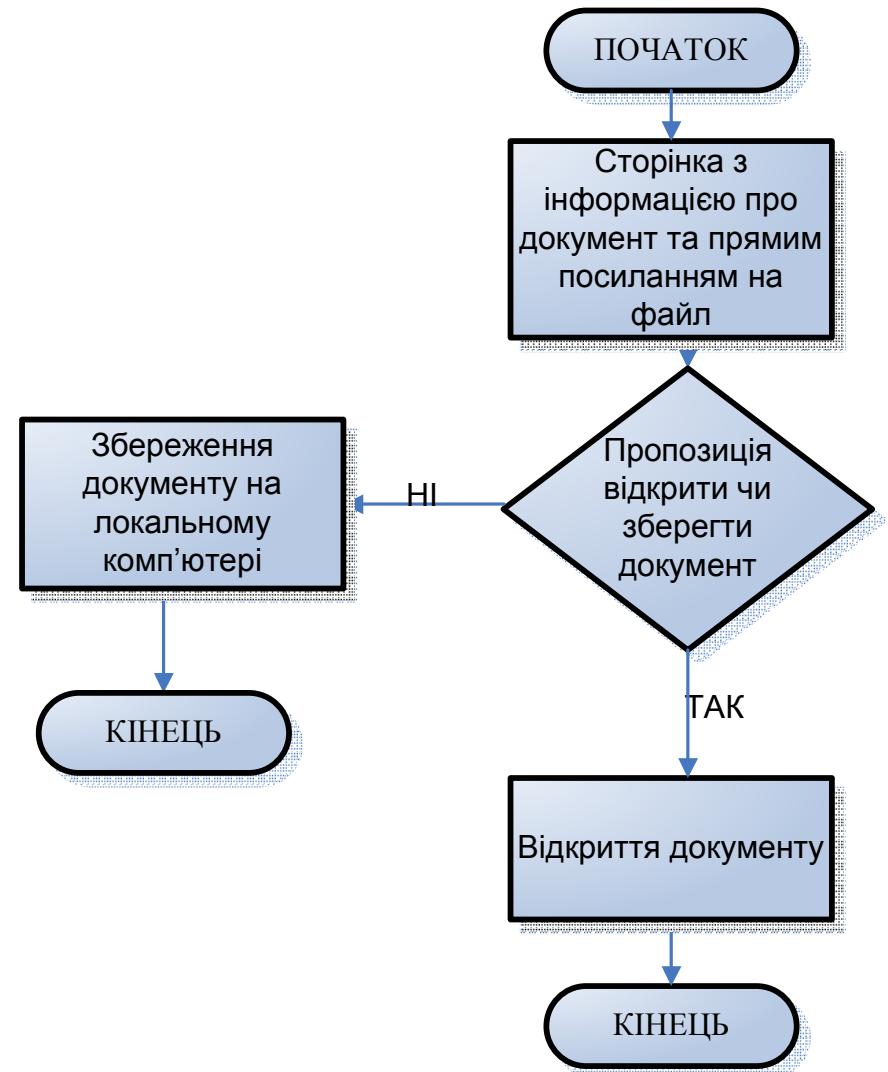 ПОЧАТОК
Сторінка з
інформацією про
документ та прямим
посиланням на
файл
Пропозиція
відкрити чи
зберегти
документ
НІ
Збереження
документу на
локальному
комп’ютері
КІНЕЦЬ
ТАК
Відкриття документу
КІНЕЦЬ